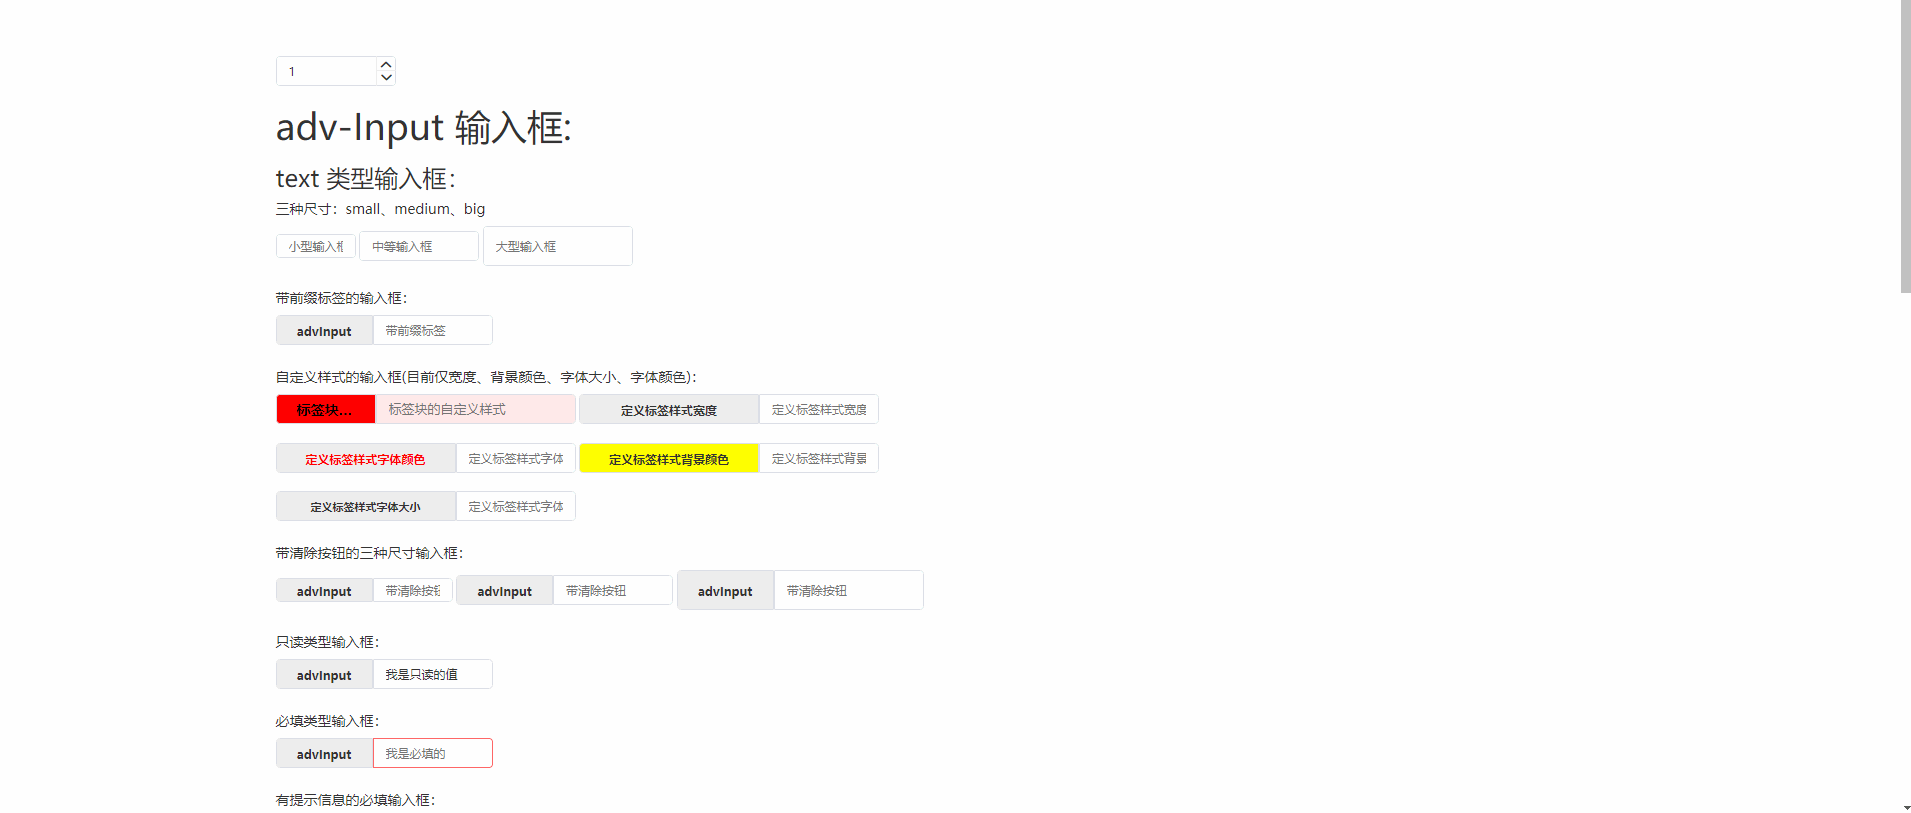 1
adv-Input 输入框:
text 类型输入框：
三种尺寸：small、medium、big
小型输入框 中等输入框 大型输入框
带前缀标签的输入框：
advInput 带前缀标签
自定义样式的输入框(目前仅宽度、背景颜色、字体大小、字体颜色)：
标签块... 标签块的自定义样式 定义标签样式宽度 定义标签样式宽度
定义标签样式字体颜色 定义标签样式字体 定义标签样式背景颜色 定义标签样式背景
定义标签样式字体大小 定义标签样式字体
带清除按钮的三种尺寸输入框：
advInput 带清除按钮 advInput 带清除按钮 advInput 带清除按钮
只读类型输入框：
advInput 我是只读的值
必填类型输入框：
advInput 我是必填的
有提示信息的必填输入框：